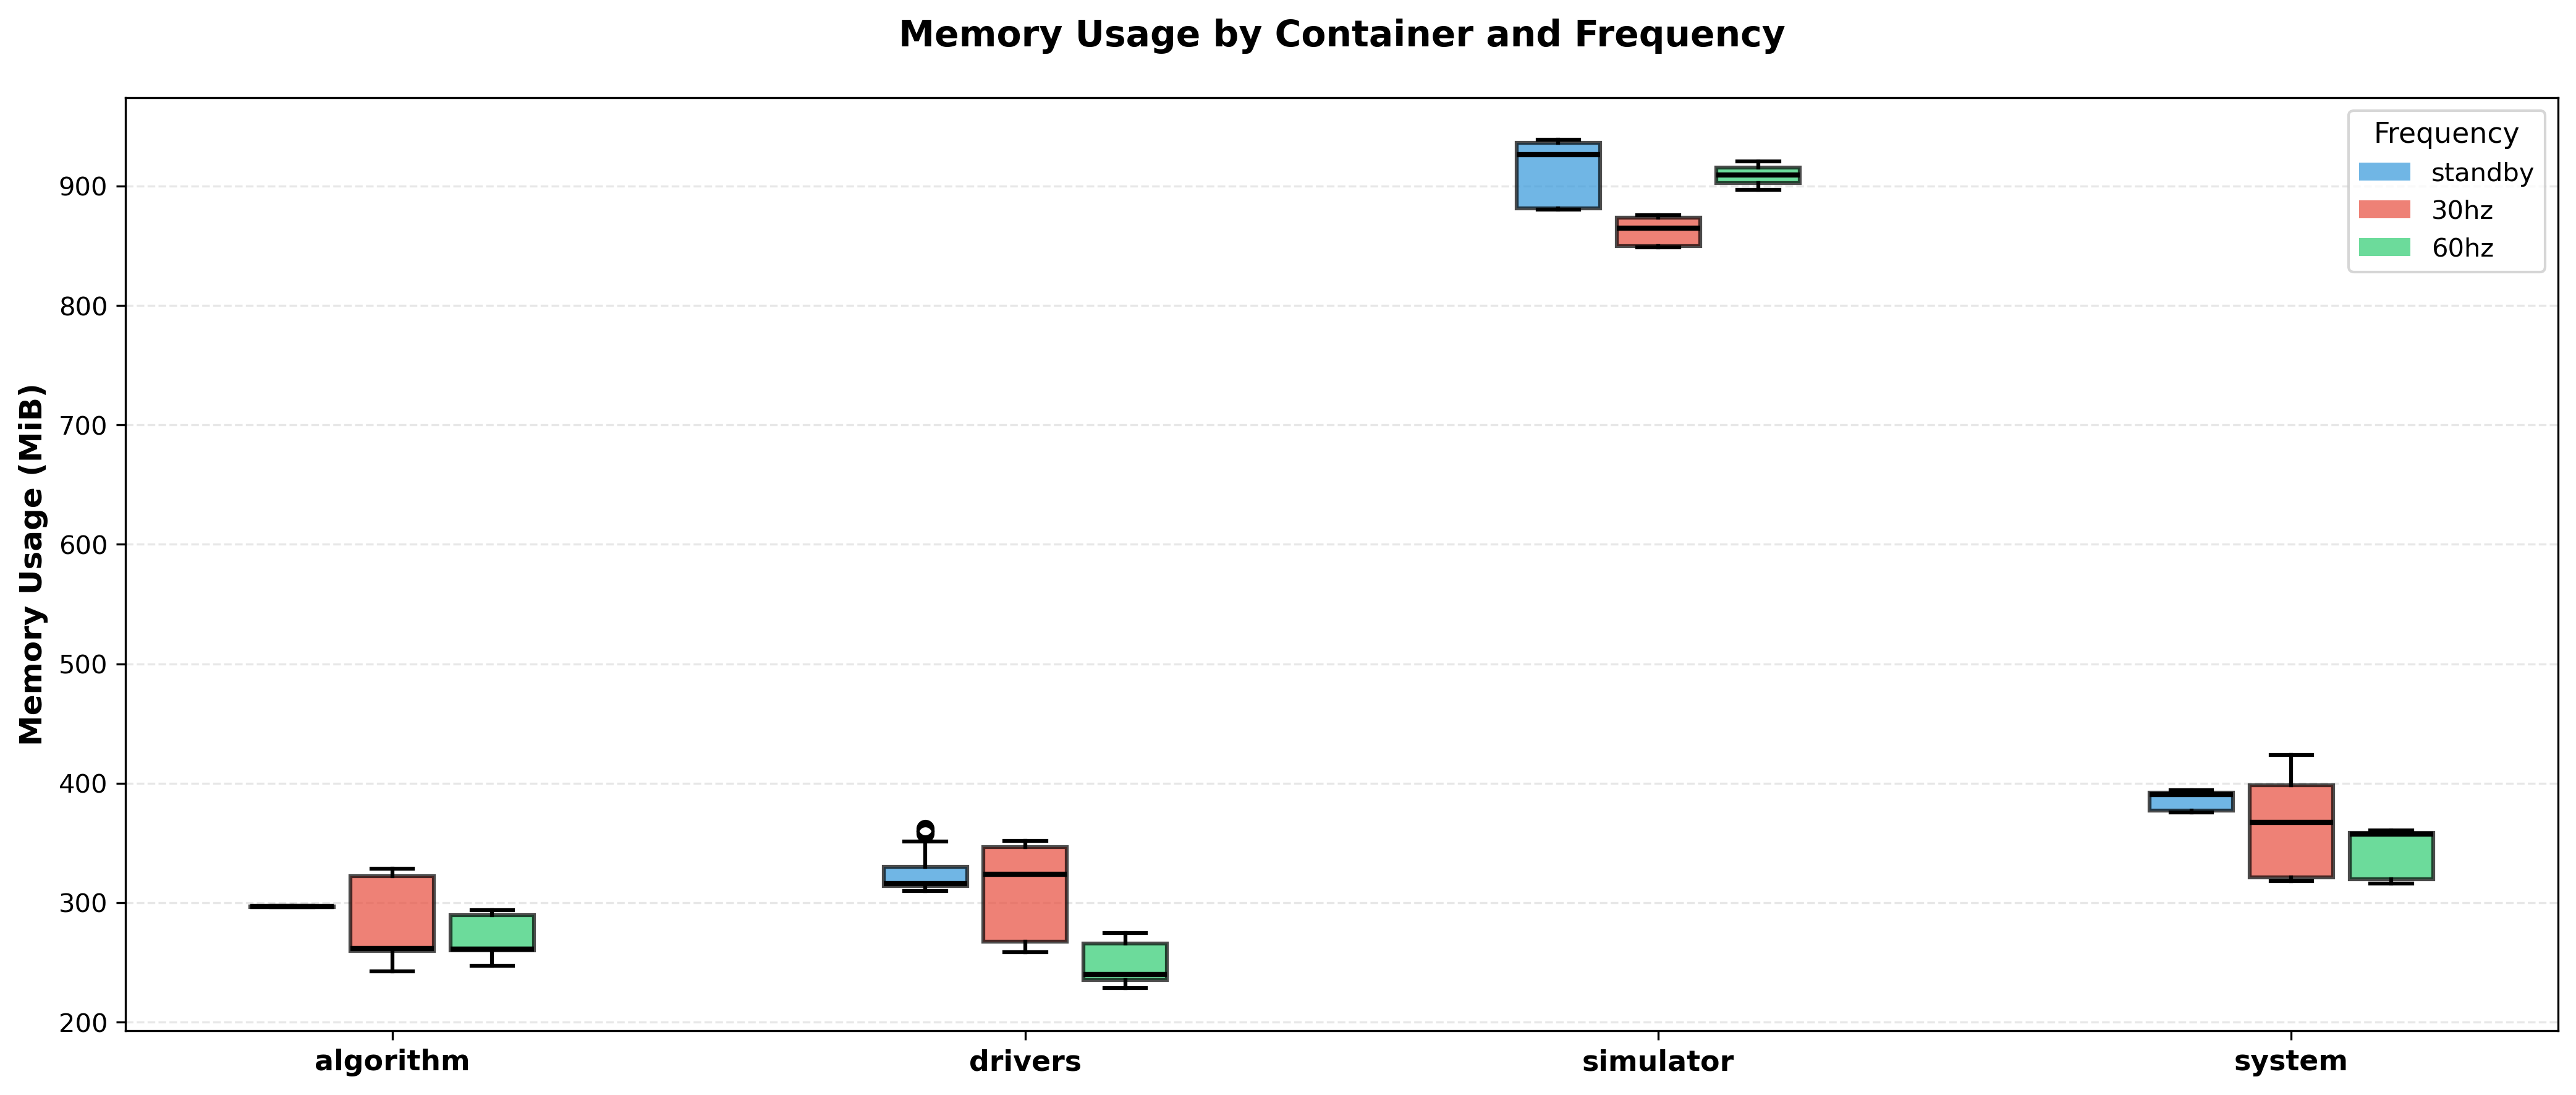 Memory Usage by Container and Frequency
Memory Usage (MiB)
900
800
700
600
500
400
300
200
algorithm
drivers
simulator
system
Frequency
standby
30hz
60hz